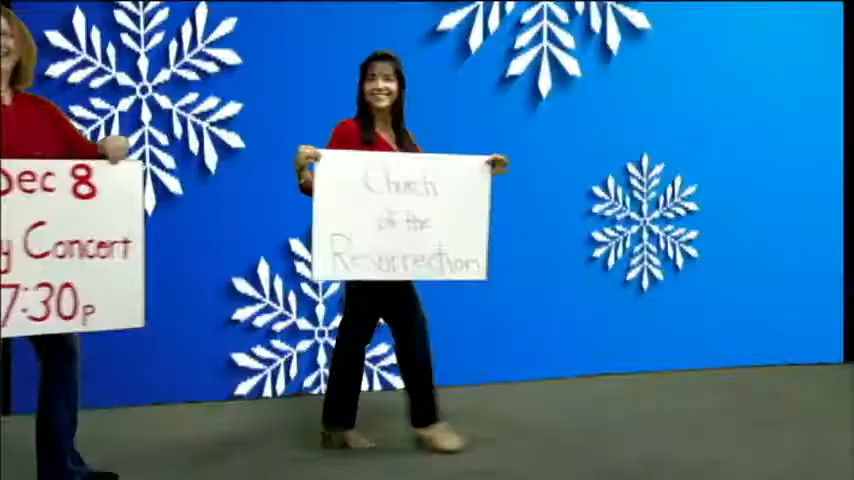 Dec 8
y Concert
7:30p
Church
of the
Resurrection